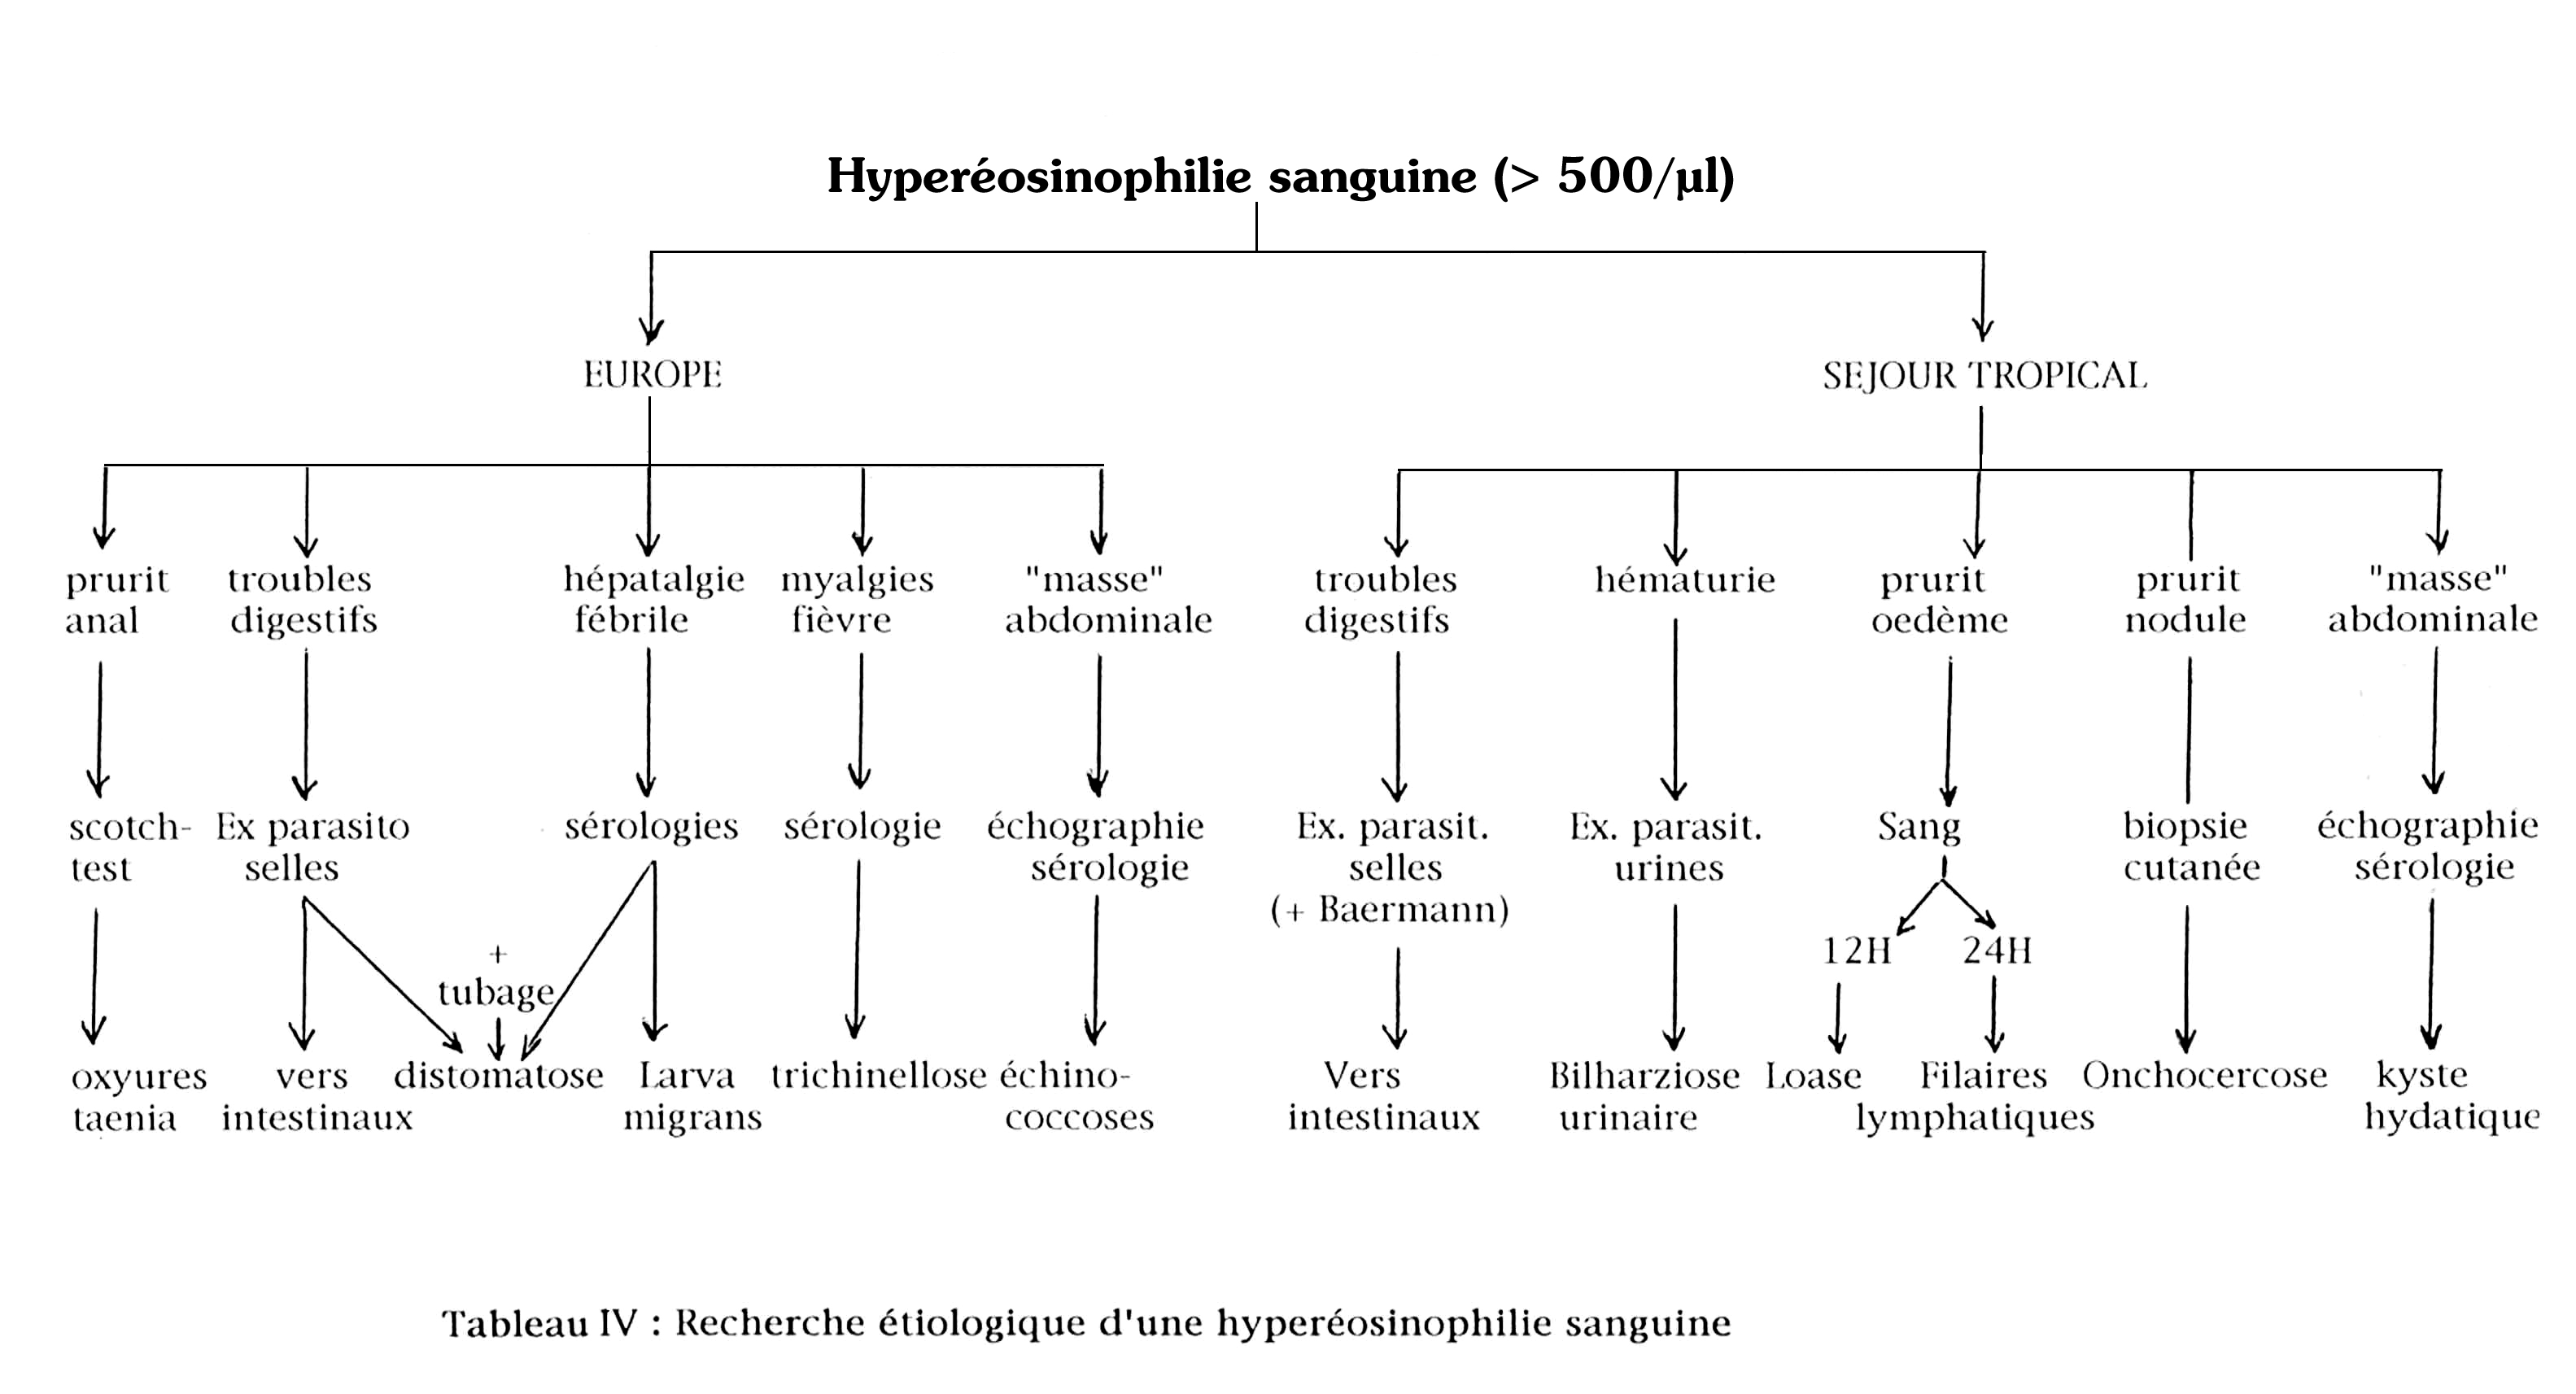 Hyperéosinophilie sanguine (> 500/µl)
EUROPE
SEJOUR TROPICAL
prurit
anal
troubles
digestifs
hépatalgie
fébrile
myalgies
fièvre
"masse"
abdominale
troubles
digestifs
hématurie
prurit
oedème
prurit
nodule
"masse"
abdominale
scotch-
test
Ex parasito
selles
sérologies
sérologie
échographie
sérologie
Ex. parasit.
selles
(+ Baermann)
Ex. parasit.
urines
Sang
biopsie
cutanée
échographie
sérologie
+
tubage
12H
24H
oxyures
taenia
vers
intestinaux
distomatose
Larva
migrans
trichinellose
échino-
coccoses
Vers
intestinaux
Bilharziose
urinaire
Loase
Filaires
lymphatiques
Onchocercose
kyste
hydatique
Tableau IV : Recherche étiologique d'une hyperéosinophilie sanguine